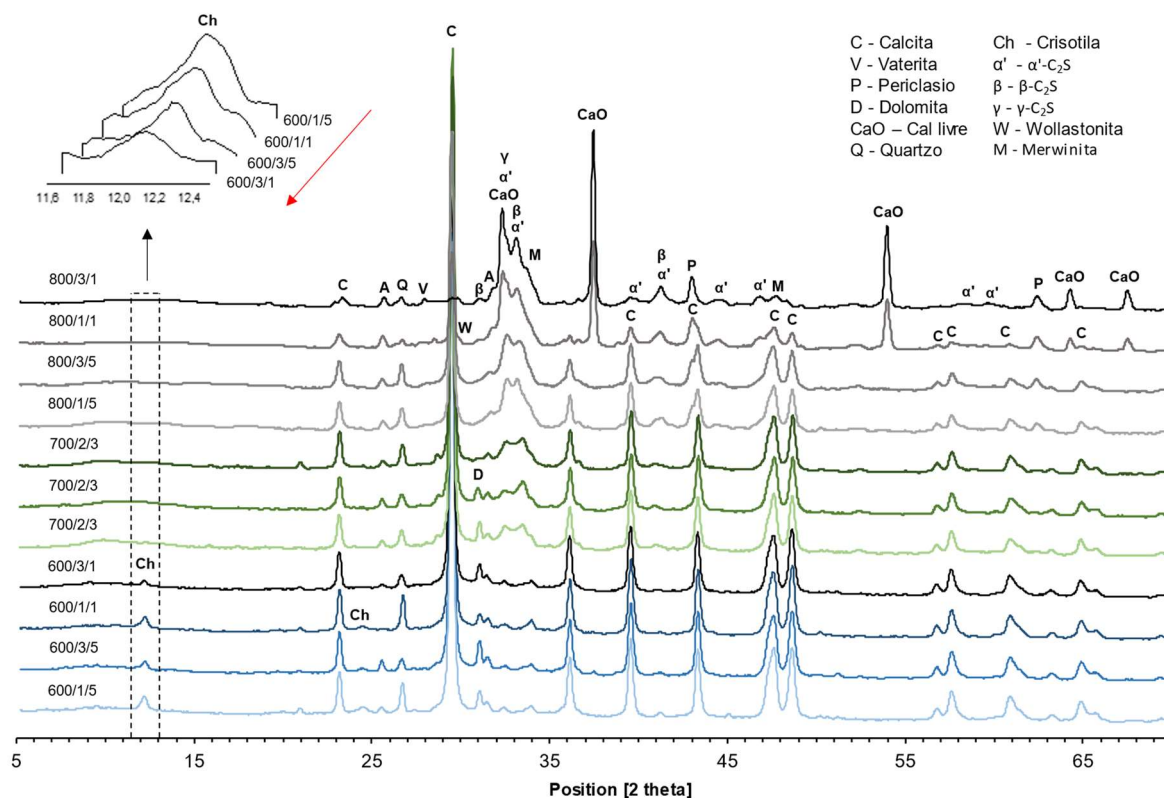 Ch
600/1/5
600/1/1
600/3/5
600/3/1
11,6 11,8 12,0 12,2 12,4
C - Calcita
V - Vaterita
P - Periclasio
D - Dolomita
CaO – Cal livre
Q - Quartzo
Ch - Crisotila
α' - α'-C₂S
β - β-C₂S
γ - γ-C₂S
W - Wollastonita
M - Merwinita
C
CaO
γ
α'
CaO
β
α'
M
CaO
800/3/1
C A Q V β A α' β α' P α' α' M α' α' P CaO CaO
800/1/1
W C C C C C C C C
800/3/5
800/1/5
700/2/3
D
700/2/3
700/2/3
Ch
600/3/1
Ch
600/1/1
600/3/5
600/1/5
5 15 25 35 45 55 65
Position [2 theta]